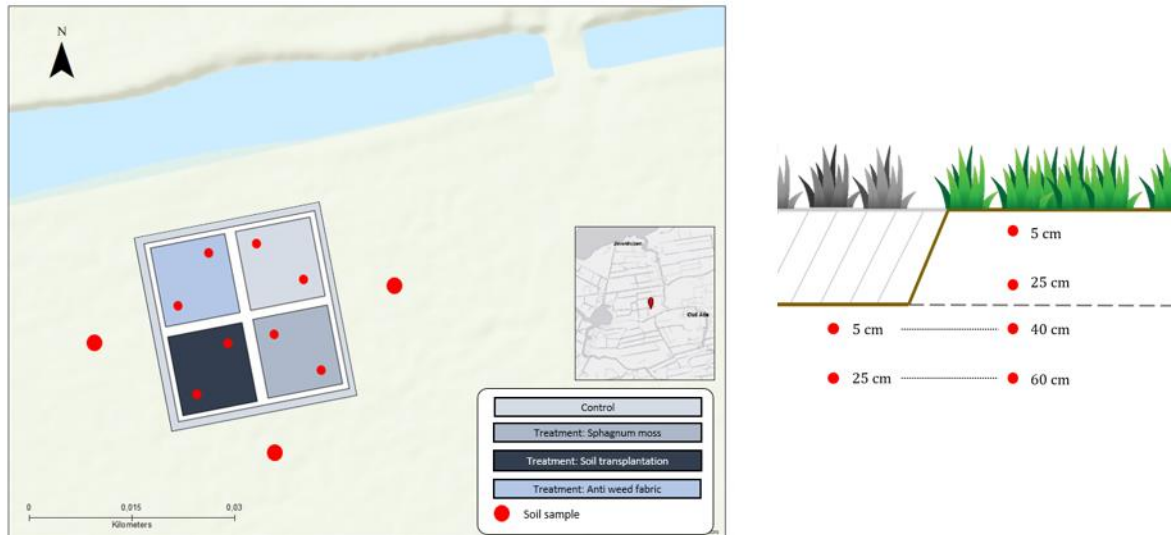 N
0
0,015
0,03
Kilometers
Control
Treatment: Sphagnum moss
Treatment: Soil transplantation
Treatment: Anti weed fabric
Soil sample
5 cm
25 cm
5 cm
40 cm
25 cm
60 cm